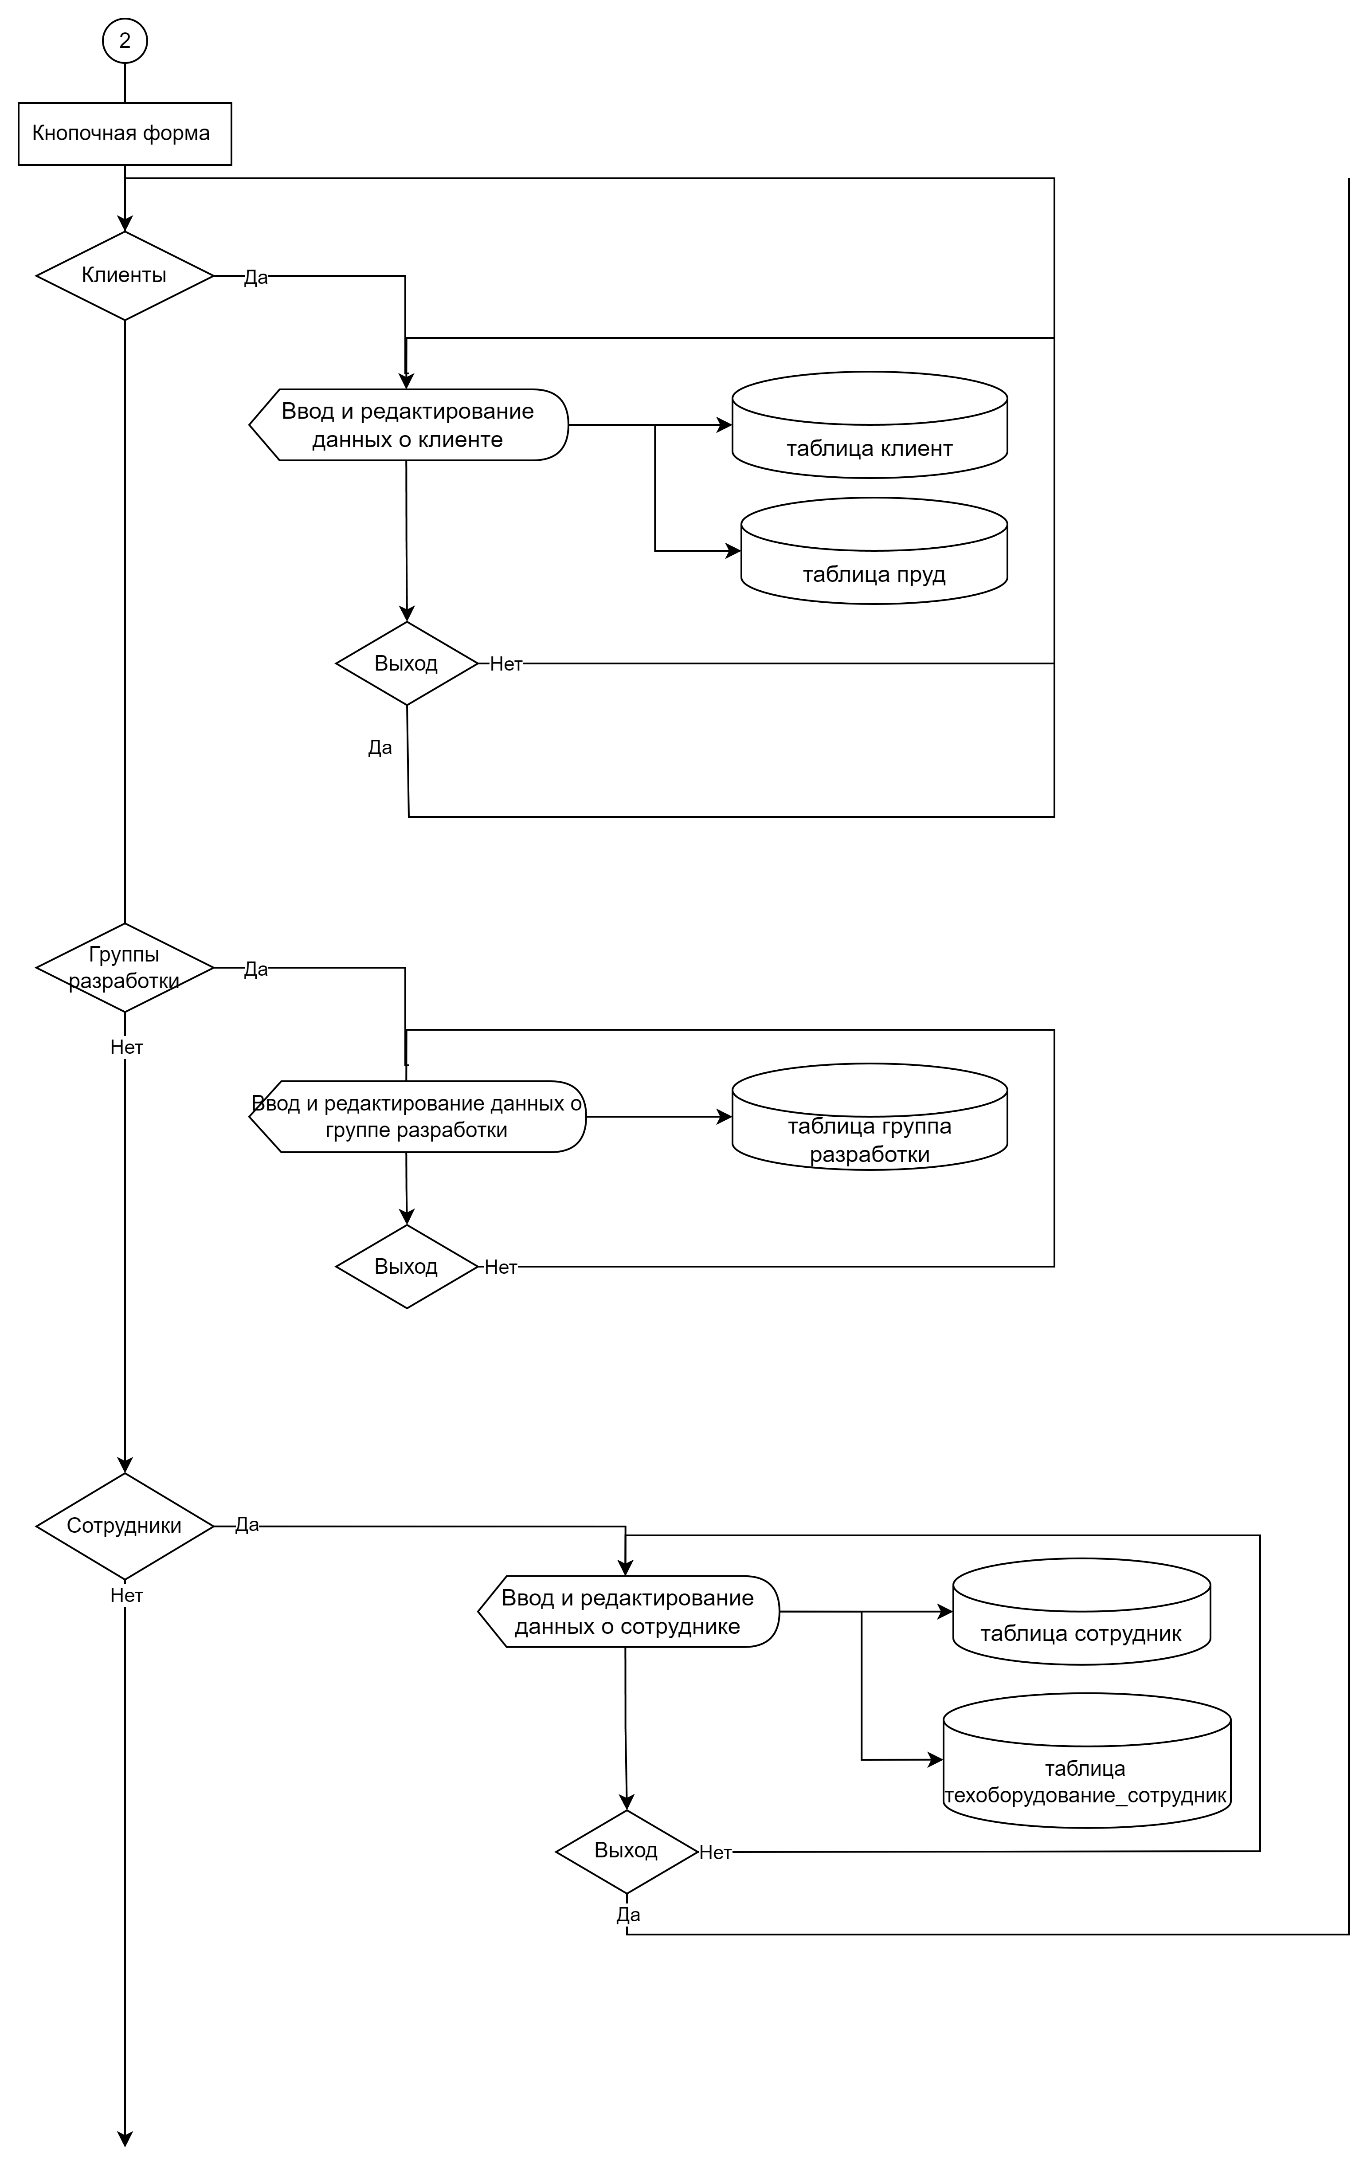 2
Кнопочная форма
Клиенты
Да
Ввод и редактирование
данных о клиенте
таблица клиент
таблица пруд
Выход
Нет
Да
Группы
разработки
Да
Нет
Ввод и редактирование данных о
группе разработки
таблица группа
разработки
Выход
Нет
Сотрудники
Да
Нет
Ввод и редактирование
данных о сотруднике
таблица сотрудник
таблица
техоборудование_сотрудник
Выход
Нет
Да